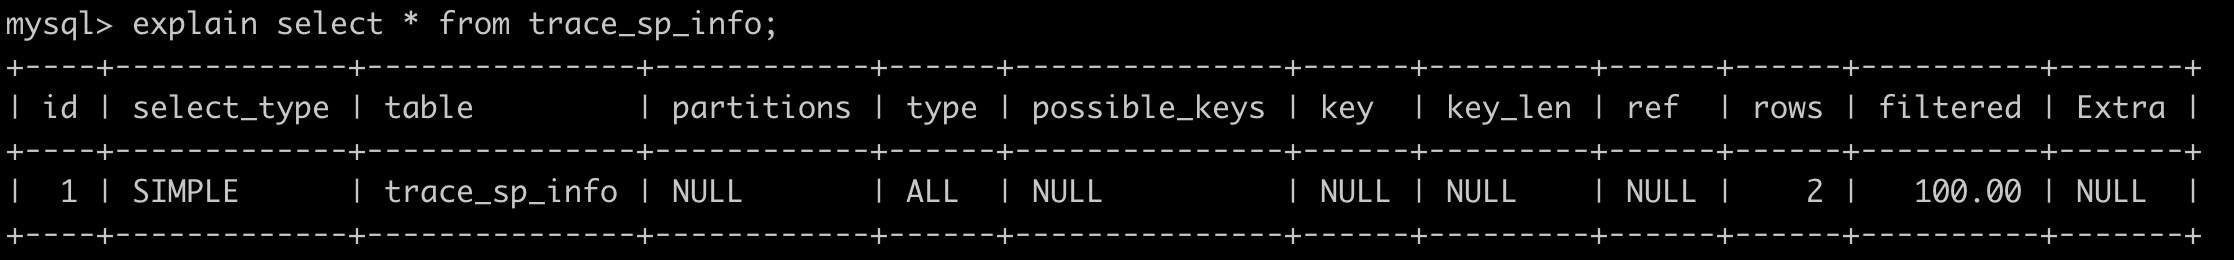 mysql> explain select * from trace_sp_info;
+----+-------------+---------------+------------+------+---------------+------+---------+------+------+----------+-------+
| id | select_type | table         | partitions | type | possible_keys | key  | key_len | ref  | rows | filtered | Extra |
+----+-------------+---------------+------------+------+---------------+------+---------+------+------+----------+-------+
|  1 | SIMPLE      | trace_sp_info | NULL       | ALL  | NULL          | NULL | NULL    | NULL |    2 |   100.00 | NULL  |
+----+-------------+---------------+------------+------+---------------+------+---------+------+------+----------+-------+